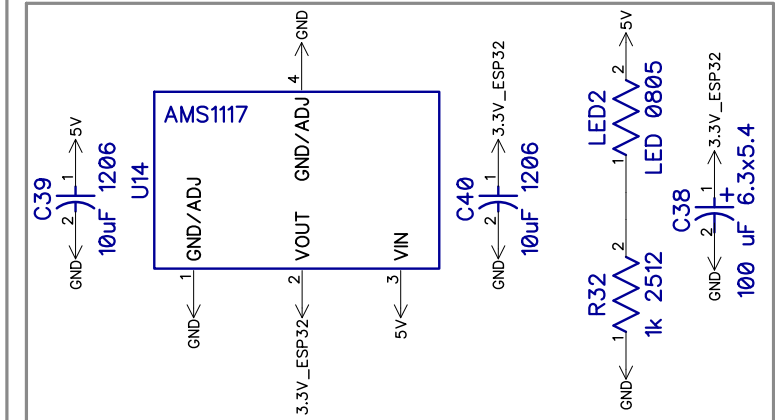 C39
10uF 1206
1
2
5V
GND
U14
AMS1117
GND/ADJ
GND/ADJ
VOUT
VIN
4
GND
1
GND
2
3.3V_ESP32
3
5V
C40
10uF 1206
1
2
3.3V_ESP32
GND
LED2
LED 0805
5V
2
1
R32
1k 2512
2
1
GND
C38
100 uF 6.3x5.4
+
1
2
3.3V_ESP32
GND